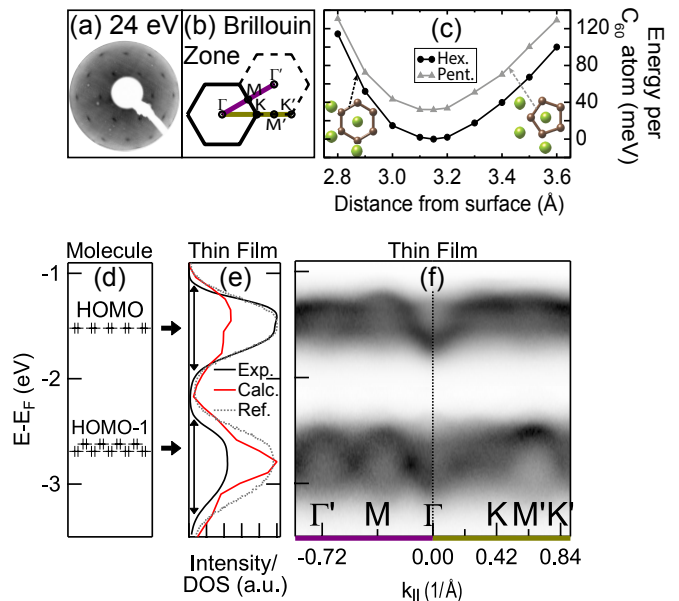 (a) 24 eV
(b) Brillouin
Zone
Γ'
M
Γ
K
K'
M'
(c)
Hex.
Pent.
120
80
40
0
Energy per
C60 atom
(meV)
2.8 3.0 3.2 3.4 3.6
Distance from surface (Å)
Molecule
Thin Film
Thin Film
(d)
(e)
(f)
-1
-2
-3
E-EF (eV)
HOMO
HOMO-1
Exp.
Calc.
Ref.
Intensity/
DOS (a.u.)
Γ' M Γ K M' K'
-0.72 0.00 0.42 0.84
k|| (1/Å)